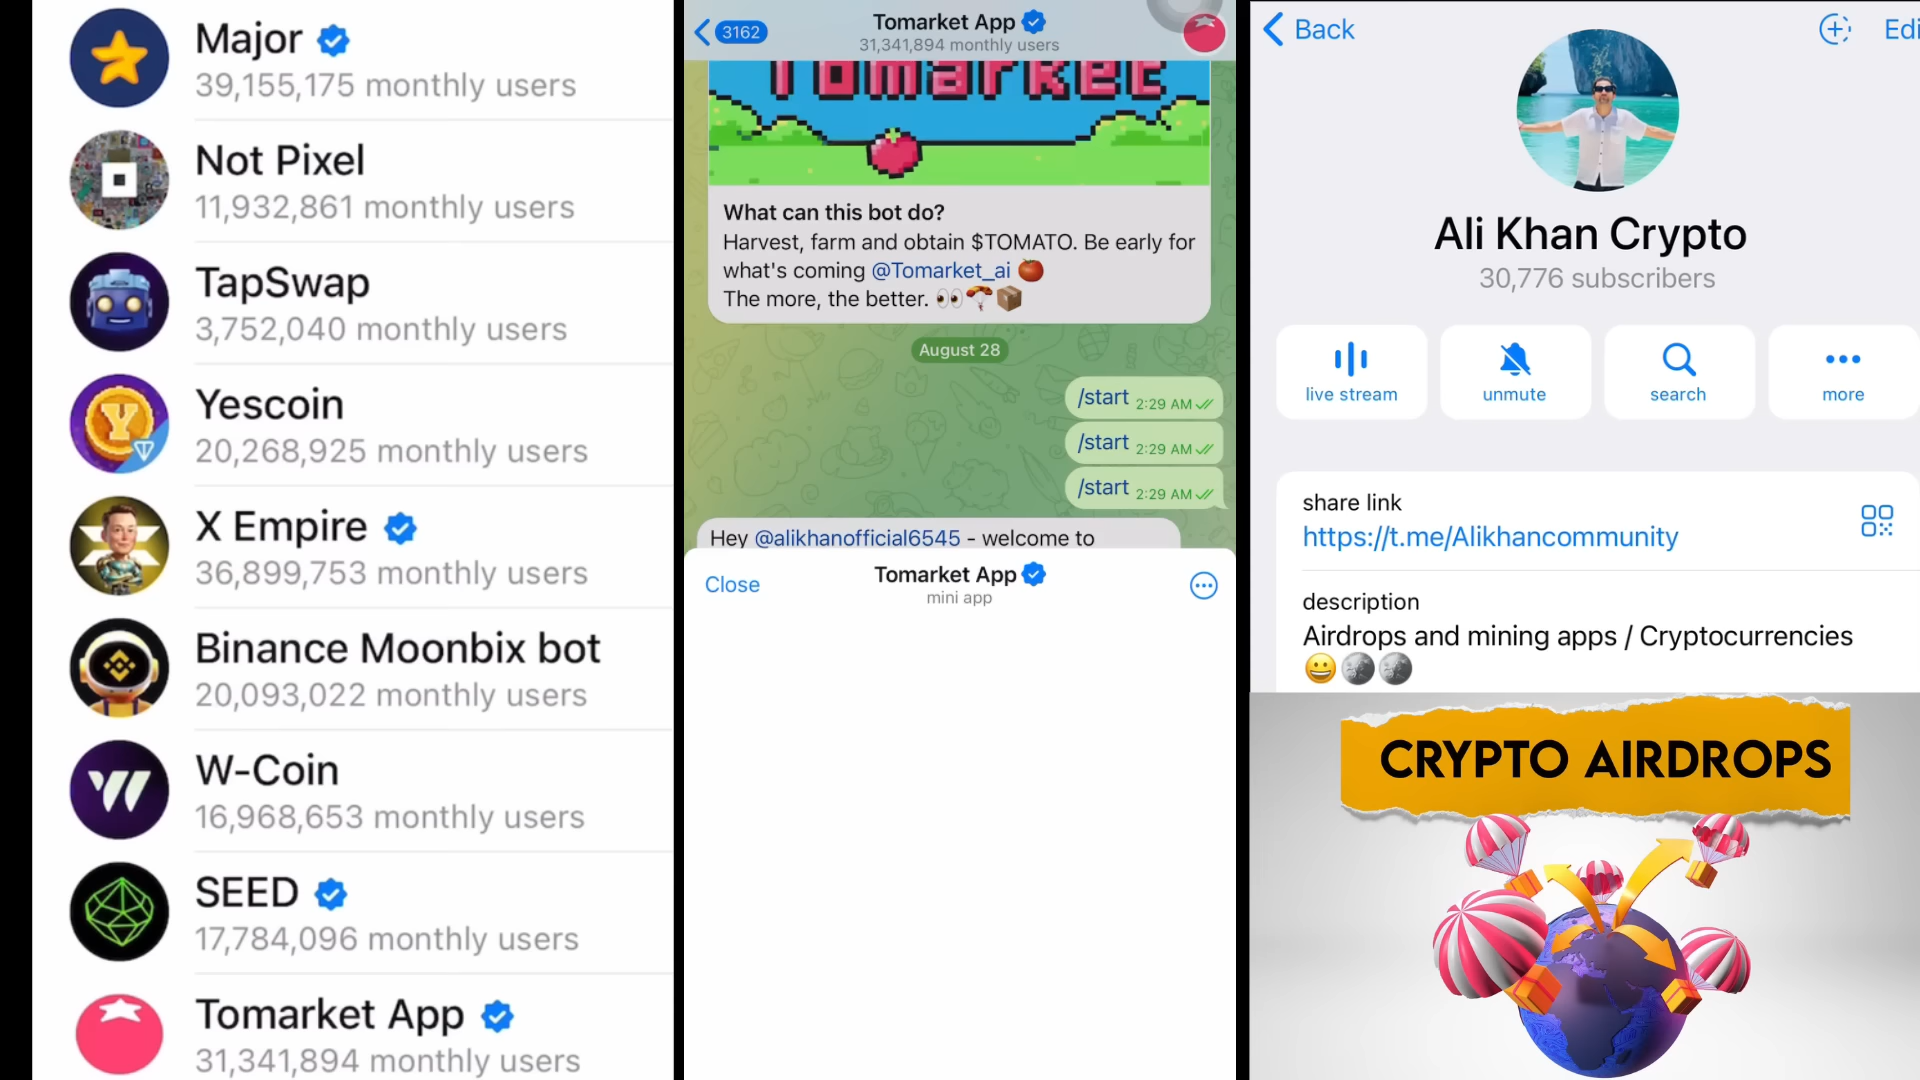 Major
39,155,175 monthly users
Not Pixel
11,932,861 monthly users
TapSwap
3,752,040 monthly users
Yescoin
20,268,925 monthly users
X Empire
36,899,753 monthly users
Binance Moonbix bot
20,093,022 monthly users
W-Coin
16,968,653 monthly users
SEED
17,784,096 monthly users
Tomarket App
31,341,894 monthly users
3162
Tomarket App
31,341,894 monthly users
Tomarket
What can this bot do?
Harvest, farm and obtain $TOMATO. Be early for
what's coming @Tomarket_ai 🍅
The more, the better. 👀🪂📦
August 28
/start 2:29 AM
/start 2:29 AM
/start 2:29 AM
Hey @alikhanofficial6545 - welcome to
Close
Tomarket App
mini app
Back
Edi
Ali Khan Crypto
30,776 subscribers
live stream
unmute
search
more
share link
https://t.me/Alikhancommunity
description
Airdrops and mining apps / Cryptocurrencies
😀🌚🌚
CRYPTO AIRDROPS